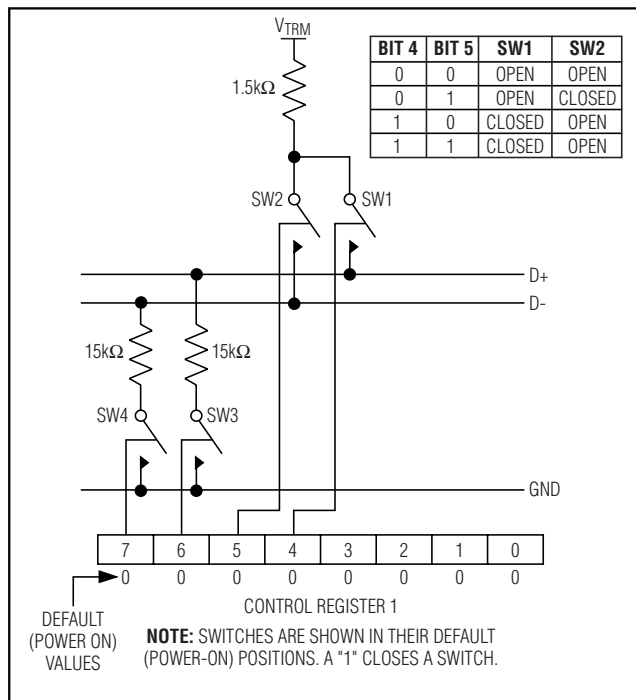 VTRM
1.5kΩ
BIT 4 BIT 5 SW1 SW2
0 0 OPEN OPEN
0 1 OPEN CLOSED
1 0 CLOSED OPEN
1 1 CLOSED OPEN
SW2 SW1
D+
D-
15kΩ 15kΩ
SW4 SW3
GND
7 6 5 4 3 2 1 0
0 0 0 0 0 0 0 0
CONTROL REGISTER 1
DEFAULT
(POWER ON)
VALUES
NOTE: SWITCHES ARE SHOWN IN THEIR DEFAULT
(POWER-ON) POSITIONS. A "1" CLOSES A SWITCH.